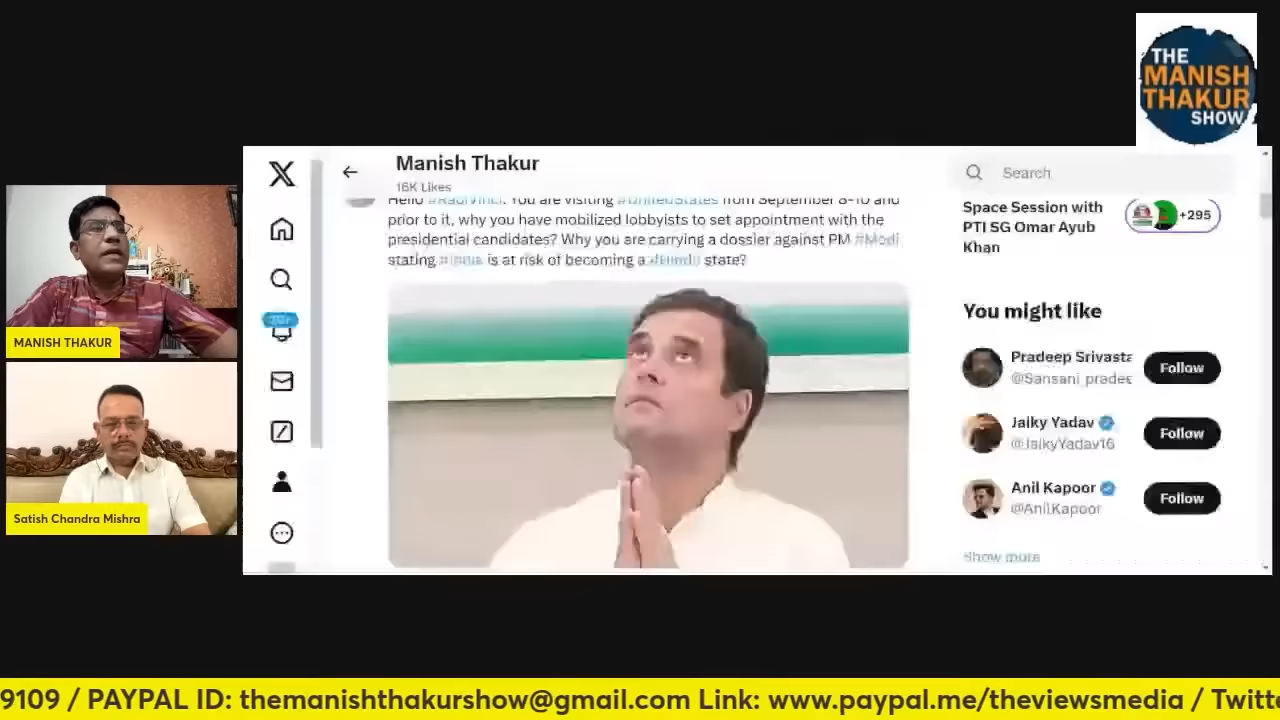 THE
MANISH
THAKUR
SHOW
Manish Thakur
16K Likes
Search
You are visiting #UnitedStates from September 8-10 and
prior to it, why you have mobilized lobbyists to set appointment with the
presidential candidates? Why you are carrying a dossier against PM #Modi
stating is at risk of becoming a state?
Space Session with
PTI SG Omar Ayub
Khan
+295
You might like
Pradeep Srivasta
@Sansani_pradee
Follow
Jaiky Yadav
@JaikyYadav16
Follow
Anil Kapoor
@AnilKapoor
Follow
Show more
MANISH THAKUR
Satish Chandra Mishra
9109 / PAYPAL ID: themanishthakurshow@gmail.com Link: www.paypal.me/theviewsmedia / Twitt